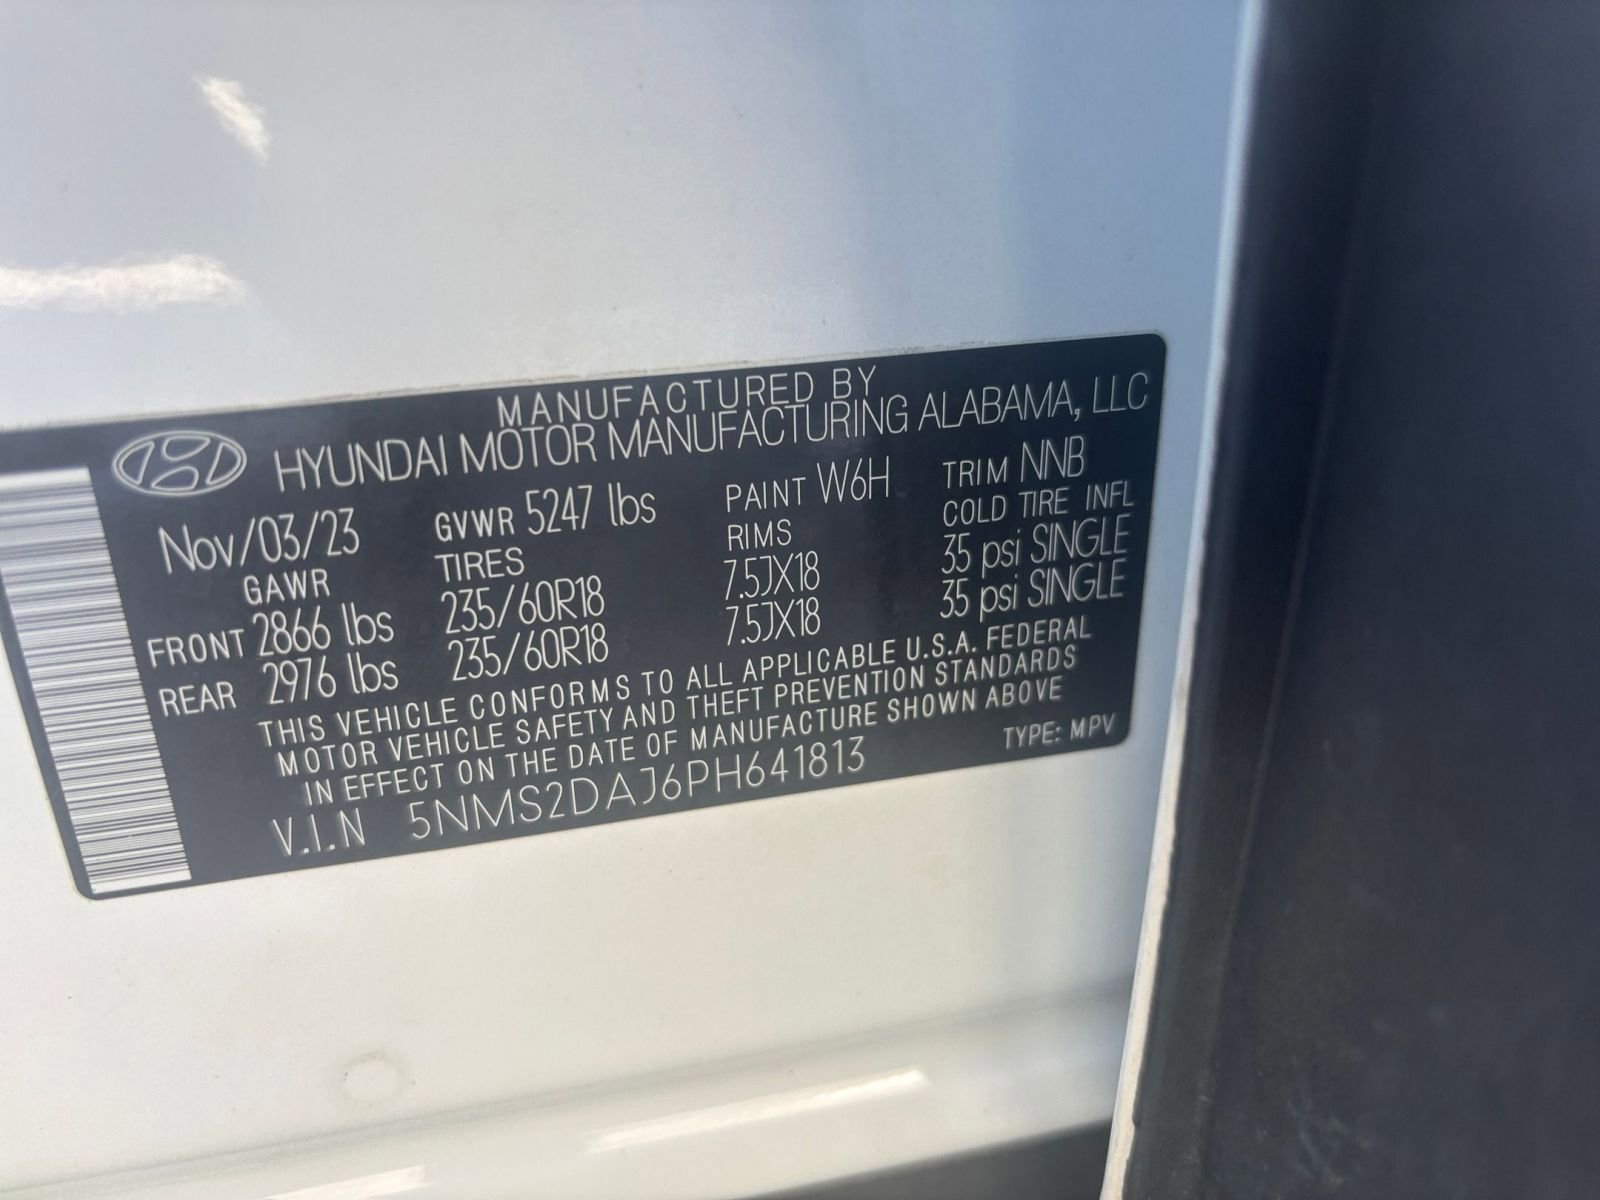 MANUFACTURED BY
HYUNDAI MOTOR MANUFACTURING ALABAMA, LLC
Nov/03/23 GVWR 5247 lbs PAINT W6H TRIM NNB
GAWR TIRES RIMS COLD TIRE INFL
FRONT 2866 lbs 235/60R18 7.5JX18 35 psi SINGLE
REAR 2976 lbs 235/60R18 7.5JX18 35 psi SINGLE
THIS VEHICLE CONFORMS TO ALL APPLICABLE U.S.A. FEDERAL
MOTOR VEHICLE SAFETY AND THEFT PREVENTION STANDARDS
IN EFFECT ON THE DATE OF MANUFACTURE SHOWN ABOVE
V.I.N 5NMS2DAJ6PH641813 TYPE: MPV